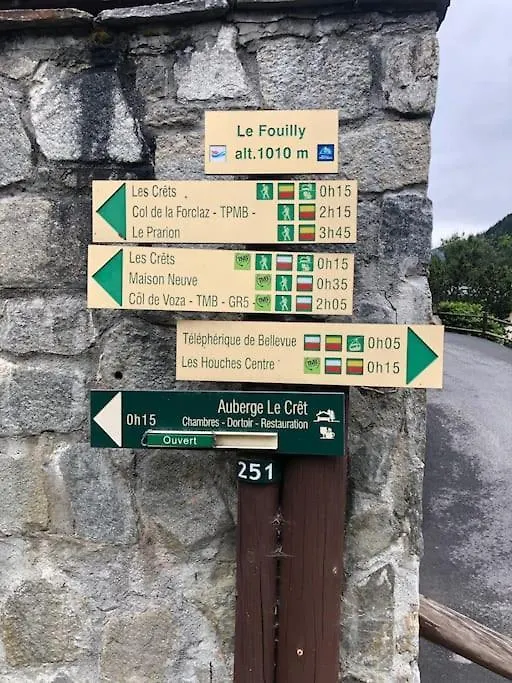 Le Fouilly
alt.1010 m
Les Crêts 0h15
Col de la Forclaz - TPMB - 2h15
Le Prarion 3h45
Les Crêts 0h15
Maison Neuve 0h35
Côl de Voza - TMB - GR5 - 2h05
Téléphérique de Bellevue 0h05
Les Houches Centre 0h15
Auberge Le Crêt
0h15 Chambres - Dortoir - Restauration
Ouvert
251